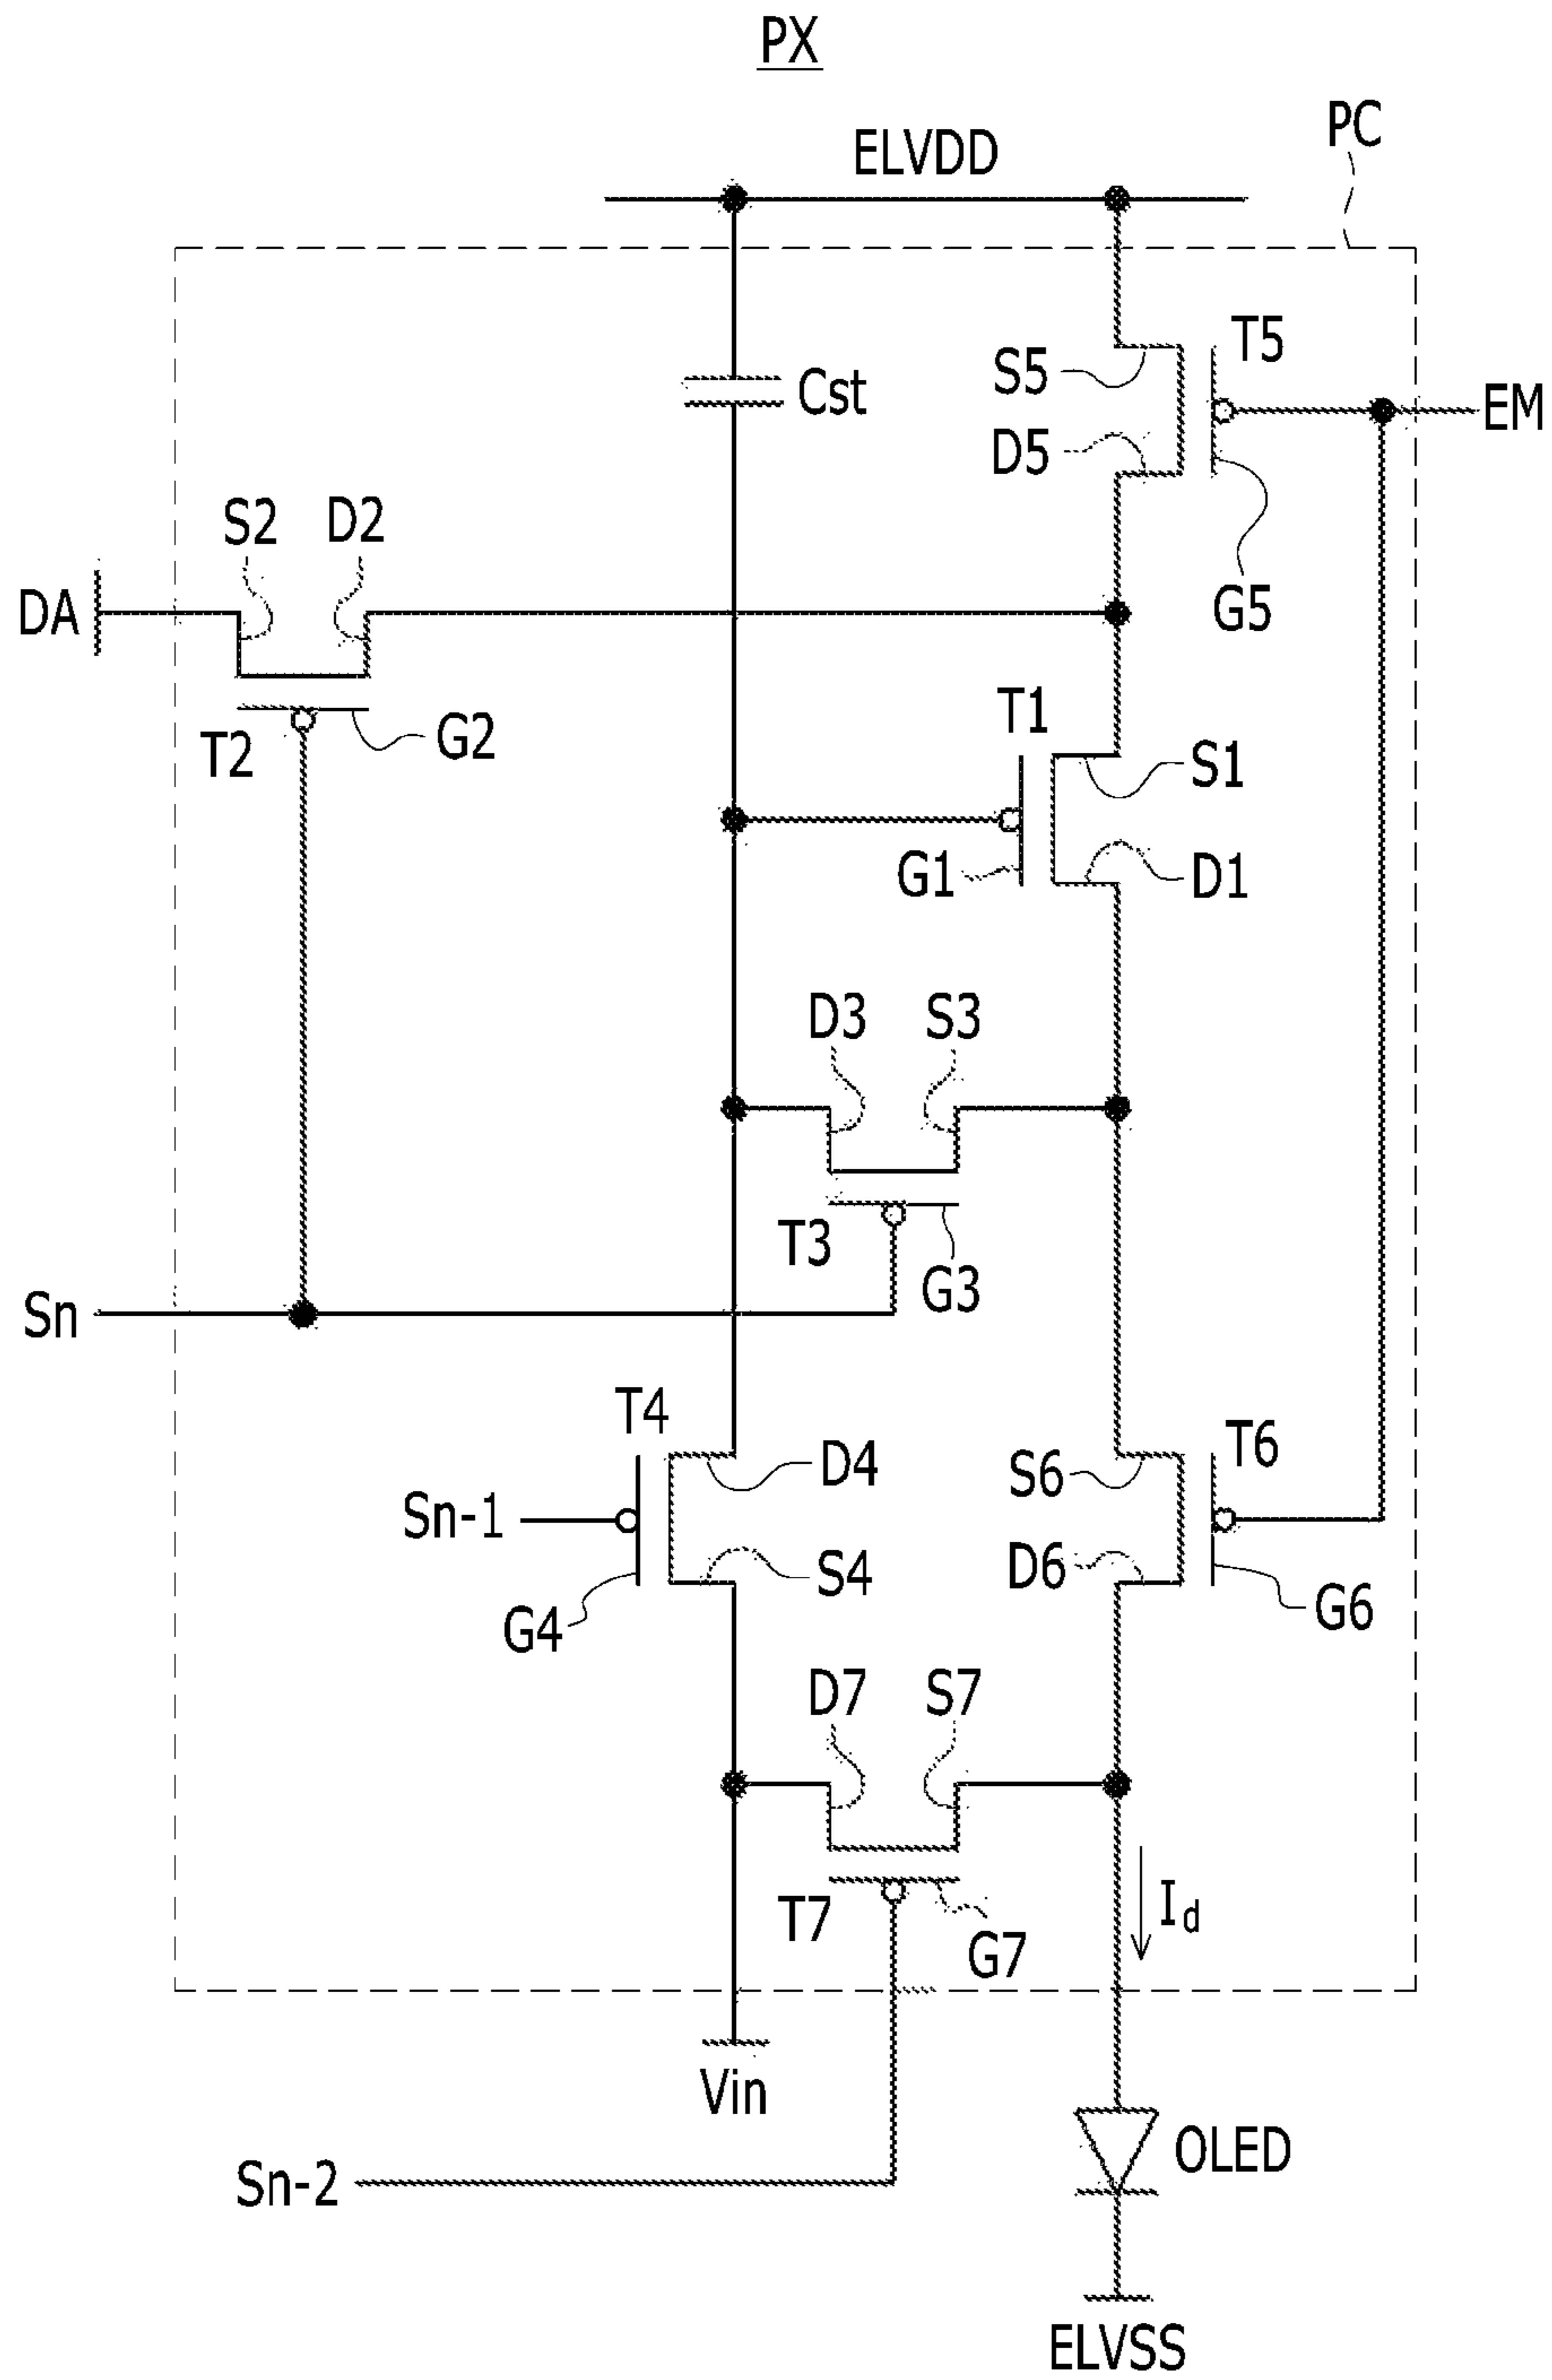 PX
PC
ELVDD
T5
S5
Cst
EM
D5
S2
D2
DA
G5
T1
G2
T2
S1
G1
D1
D3
S3
T3
G3
Sn
T4
T6
D4
S6
Sn-1
S4
D6
G4
G6
D7
S7
T7
Id
G7
Vin
OLED
Sn-2
ELVSS